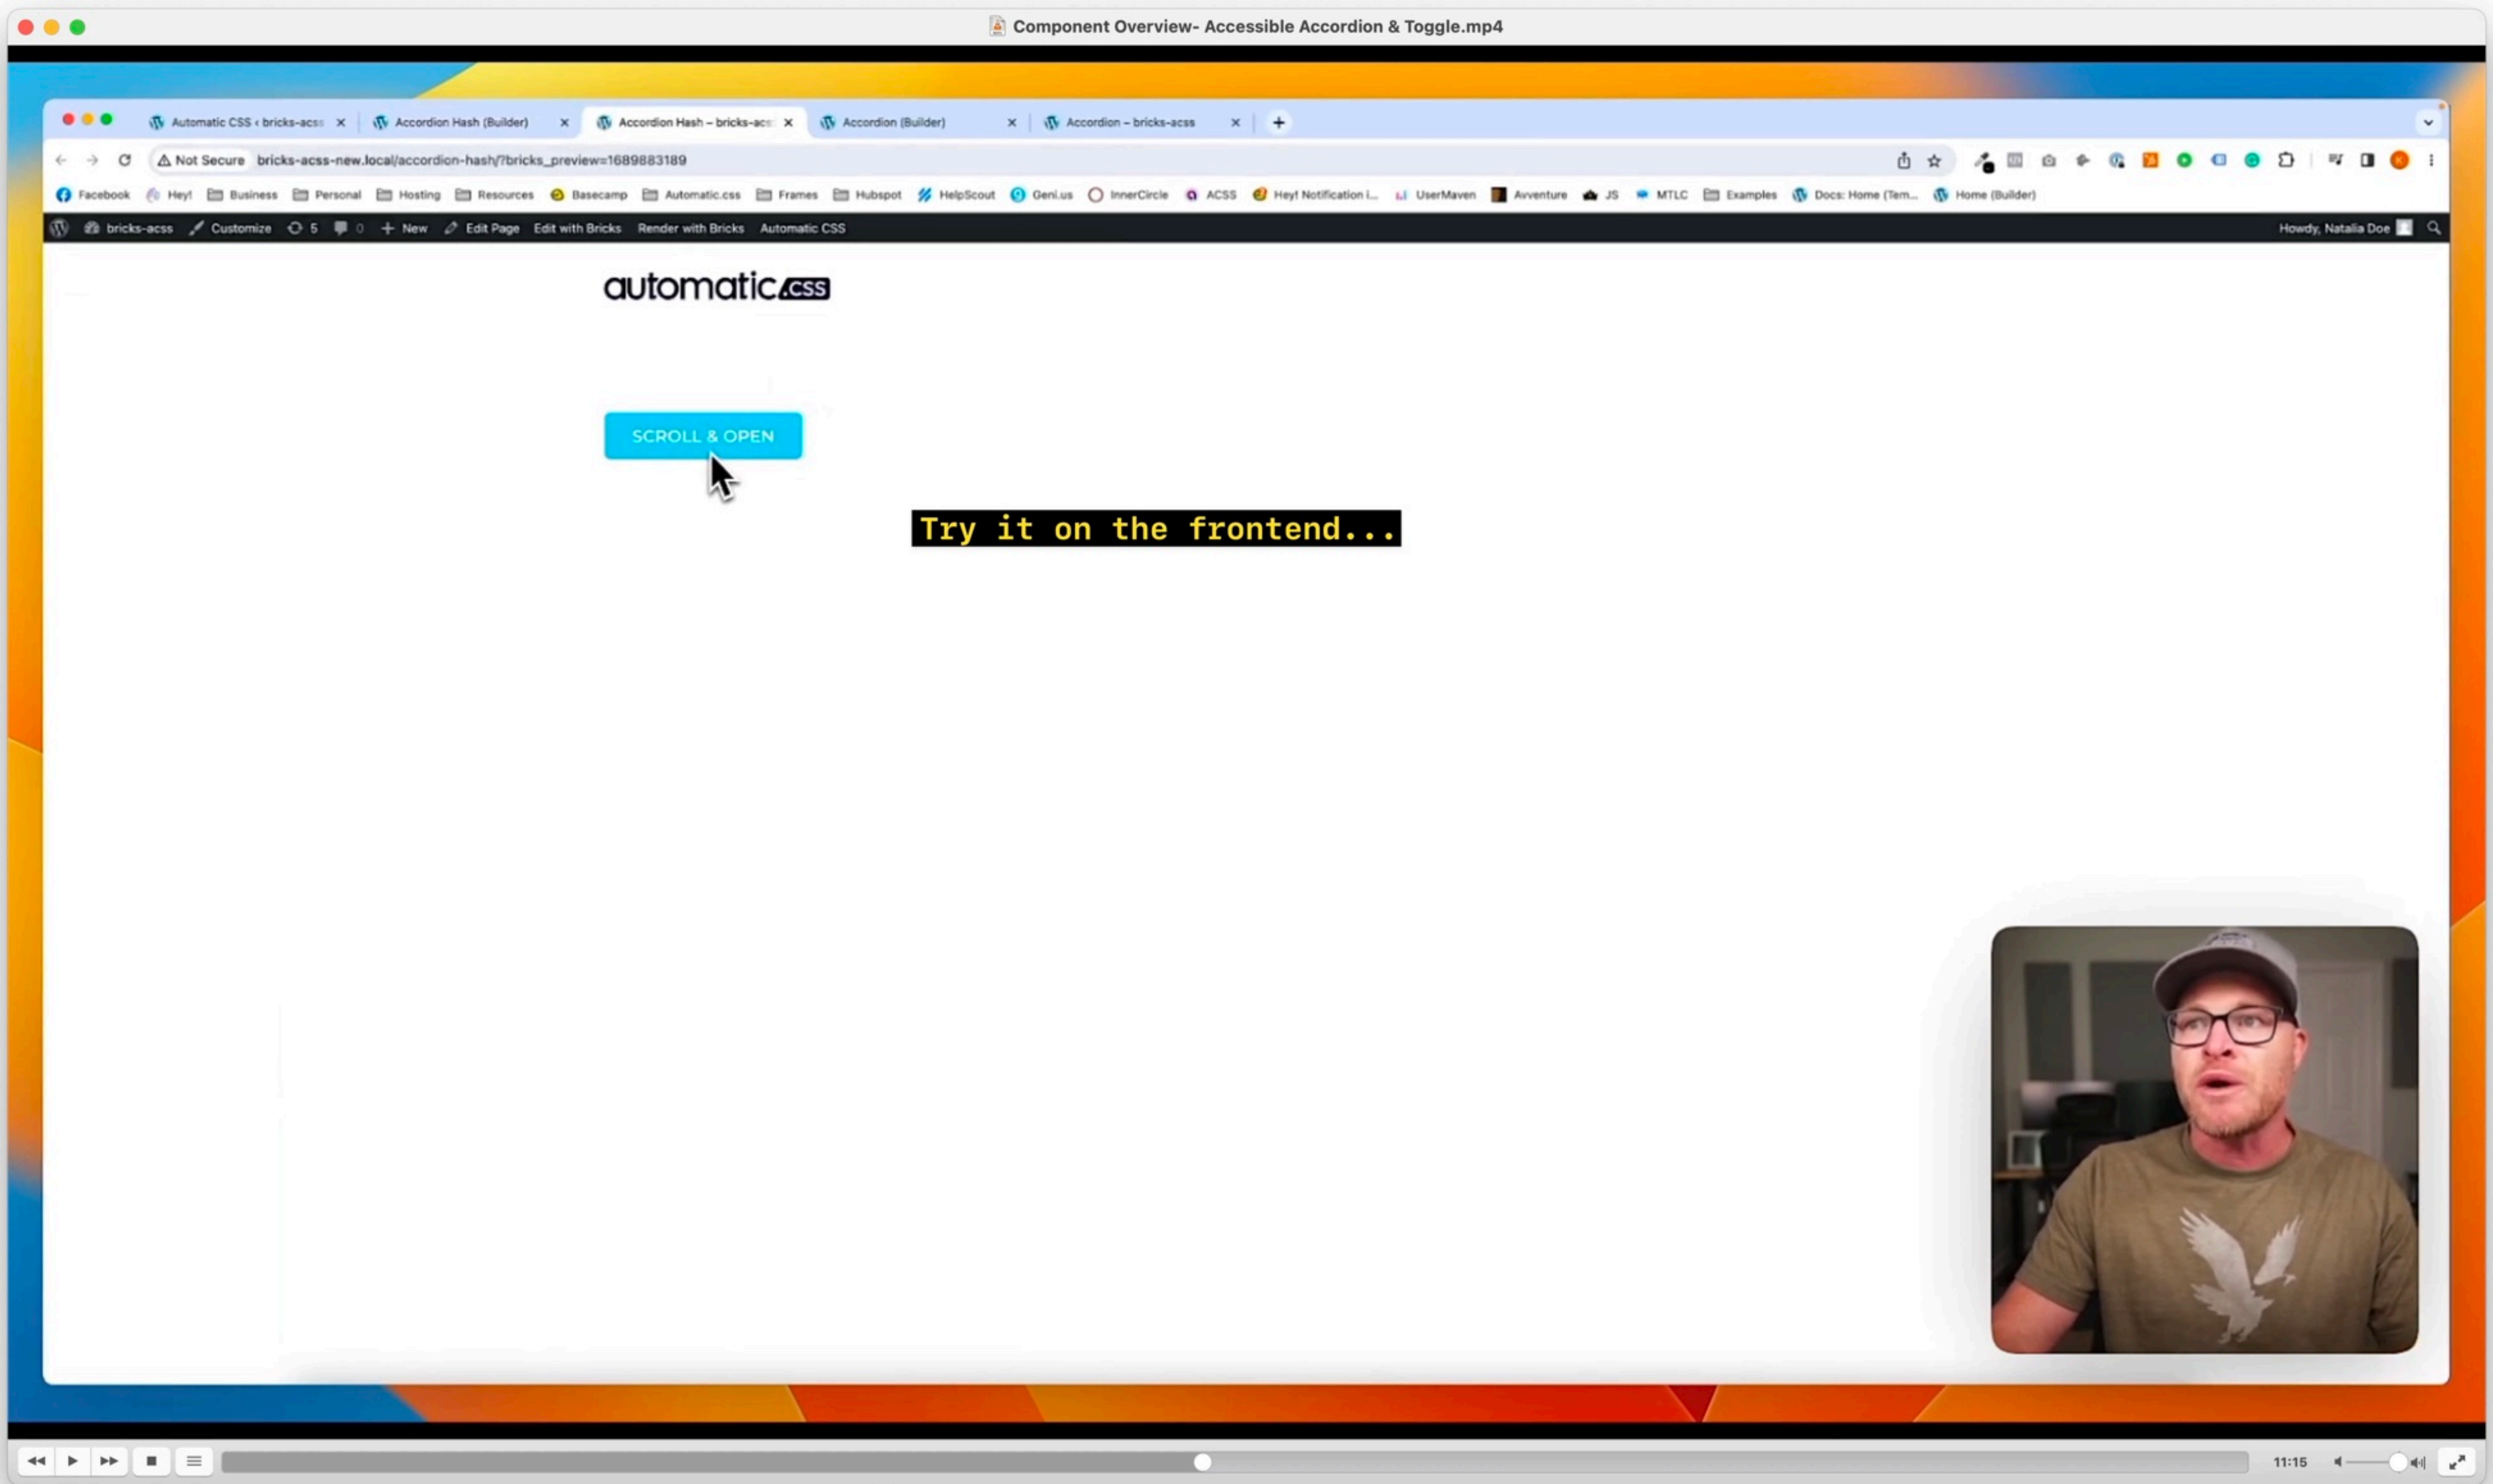 Component Overview- Accessible Accordion & Toggle.mp4
Automatic CSS ‹ bricks-acss
Accordion Hash (Builder)
Accordion Hash – bricks-acs
Accordion (Builder)
Accordion – bricks-acss
Not Secure bricks-acss-new.local/accordion-hash/?bricks_preview=1689883189
Facebook Hey! Business Personal Hosting Resources Basecamp Automatic.css Frames Hubspot HelpScout Geni.us InnerCircle ACSS Hey! Notification i... UserMaven Avventure JS MTLC Examples Docs: Home (Tem... Home (Builder)
bricks-acss Customize 5 0 + New Edit Page Edit with Bricks Render with Bricks Automatic CSS Howdy, Natalia Doe
automatic.css
SCROLL & OPEN
Try it on the frontend...
11:15